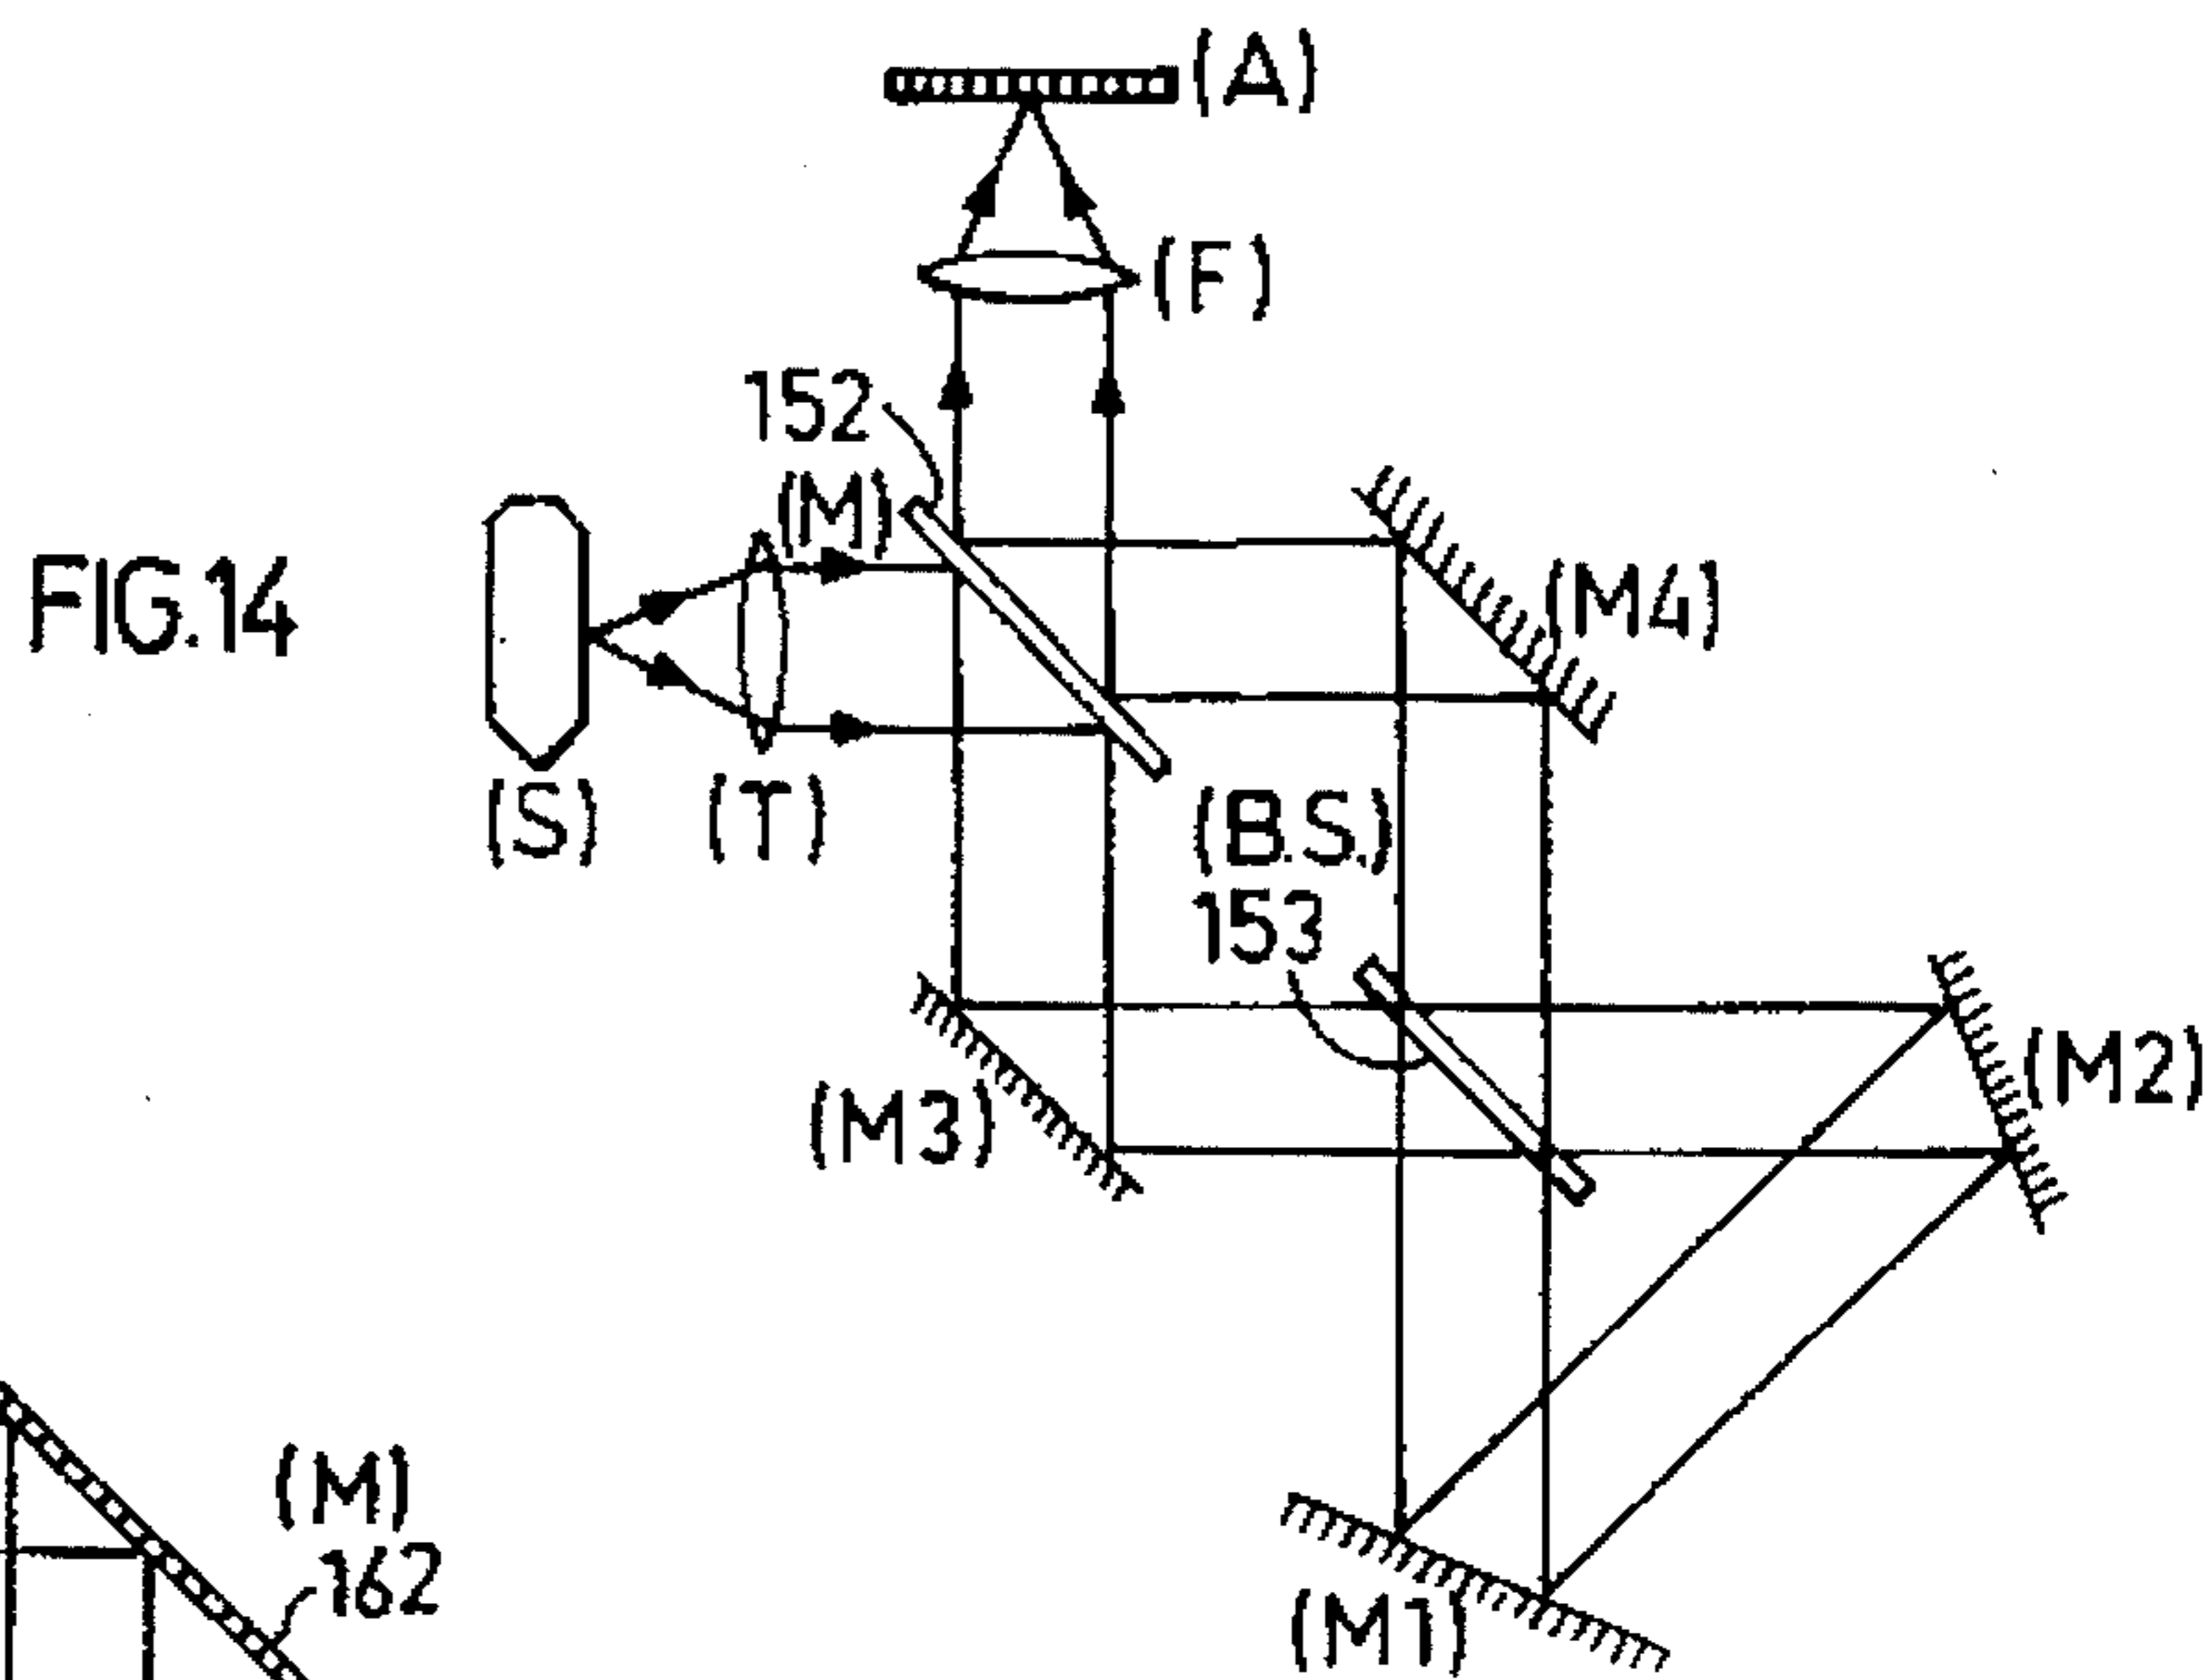 (A)
(F)
152
(M)
FIG.14
(M4)
(S)
(T)
(B.S.)
153
(M2)
(M3)
(M)
162
(M1)